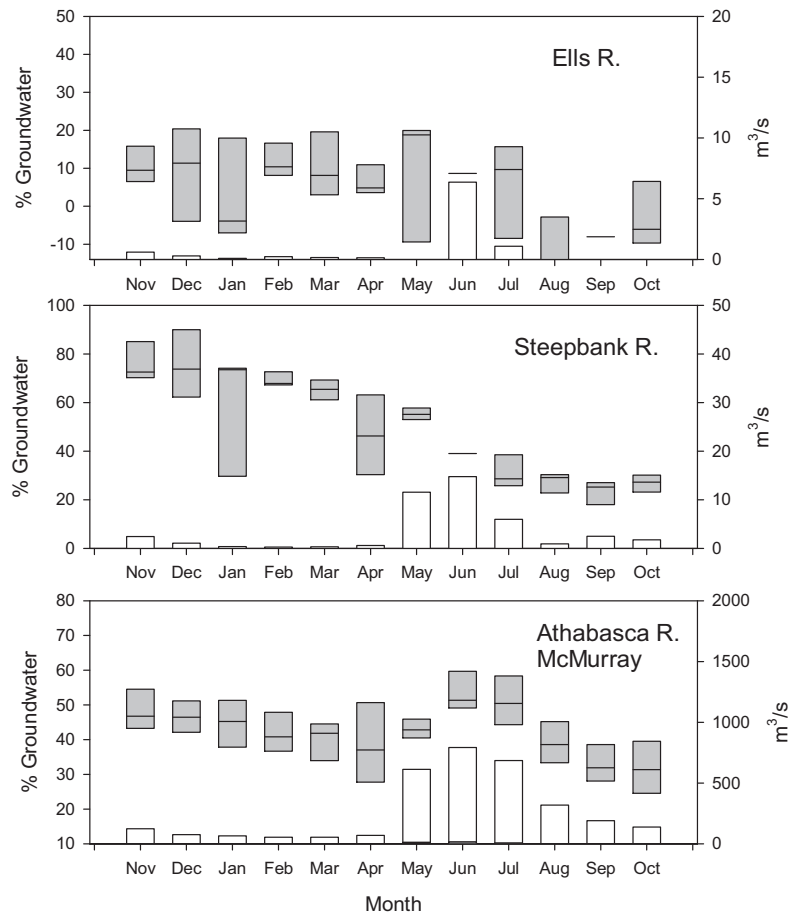 Ells R.
% Groundwater
50
40
30
20
10
0
-10
20
15
10
5
0
m³/s
Nov Dec Jan Feb Mar Apr May Jun Jul Aug Sep Oct
Steepbank R.
% Groundwater
100
80
60
40
20
0
50
40
30
20
10
0
m³/s
Nov Dec Jan Feb Mar Apr May Jun Jul Aug Sep Oct
Athabasca R.
McMurray
% Groundwater
80
70
60
50
40
30
20
10
2000
1500
1000
500
0
m³/s
Nov Dec Jan Feb Mar Apr May Jun Jul Aug Sep Oct
Month